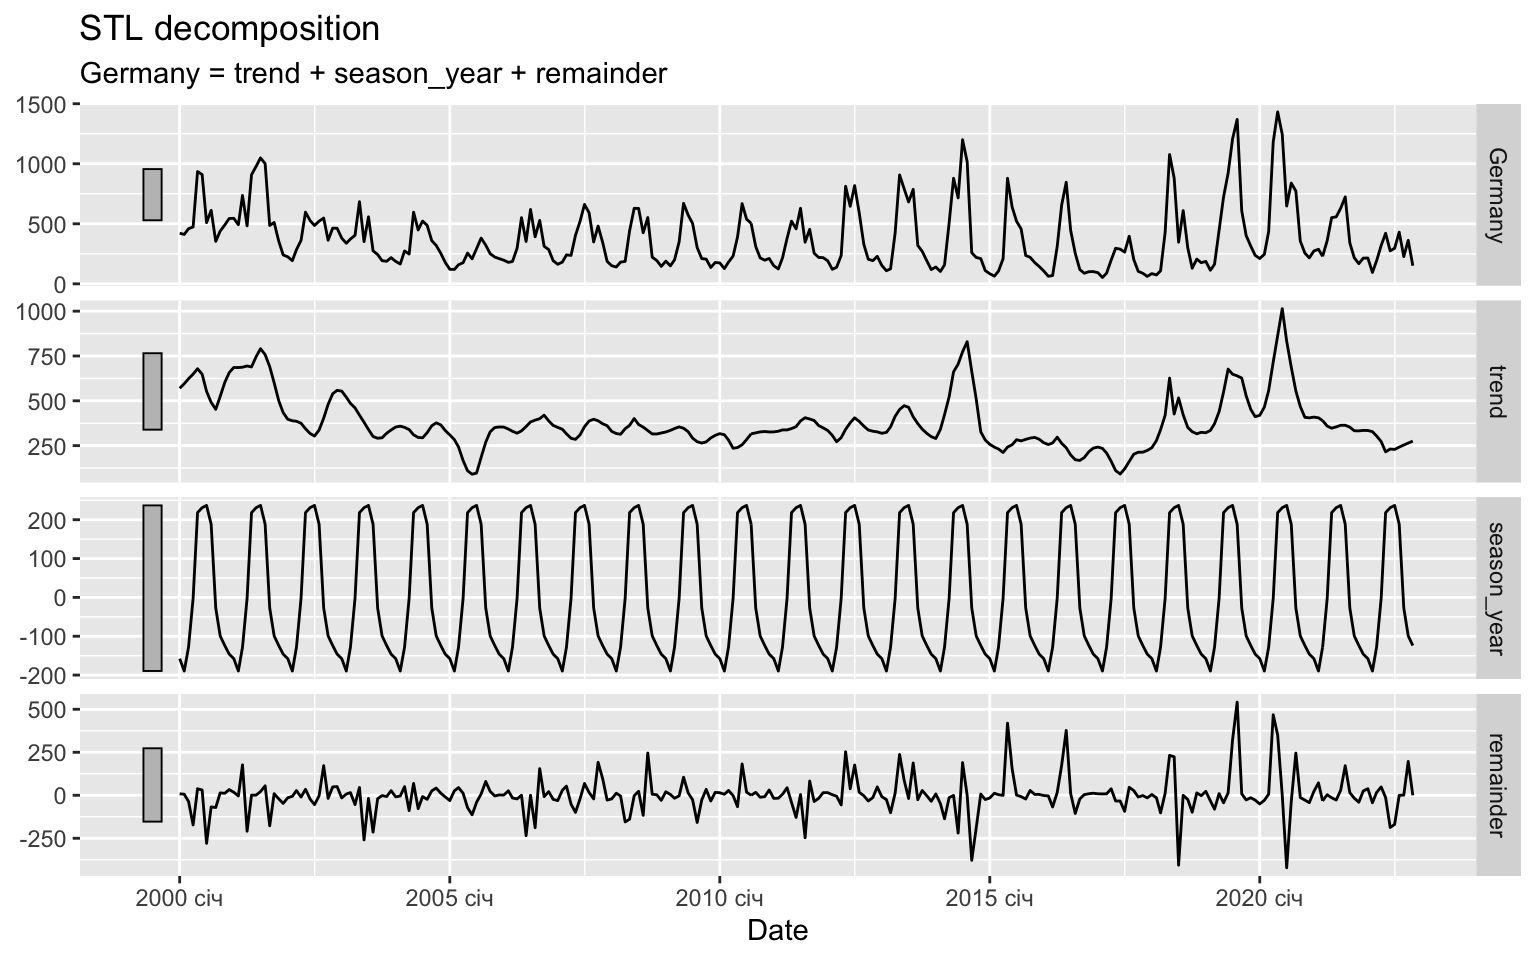 STL decomposition
Germany = trend + season_year + remainder
1500
1000
500
0
Germany
1000
750
500
250
trend
200
100
0
-100
-200
season_year
500
250
0
-250
remainder
2000 січ 2005 січ 2010 січ 2015 січ 2020 січ
Date